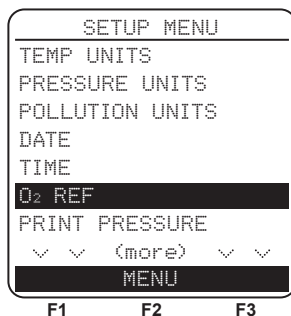 SETUP MENU
TEMP UNITS
PRESSURE UNITS
POLLUTION UNITS
DATE
TIME
O₂ REF
PRINT PRESSURE
(more)
MENU
F1 F2 F3